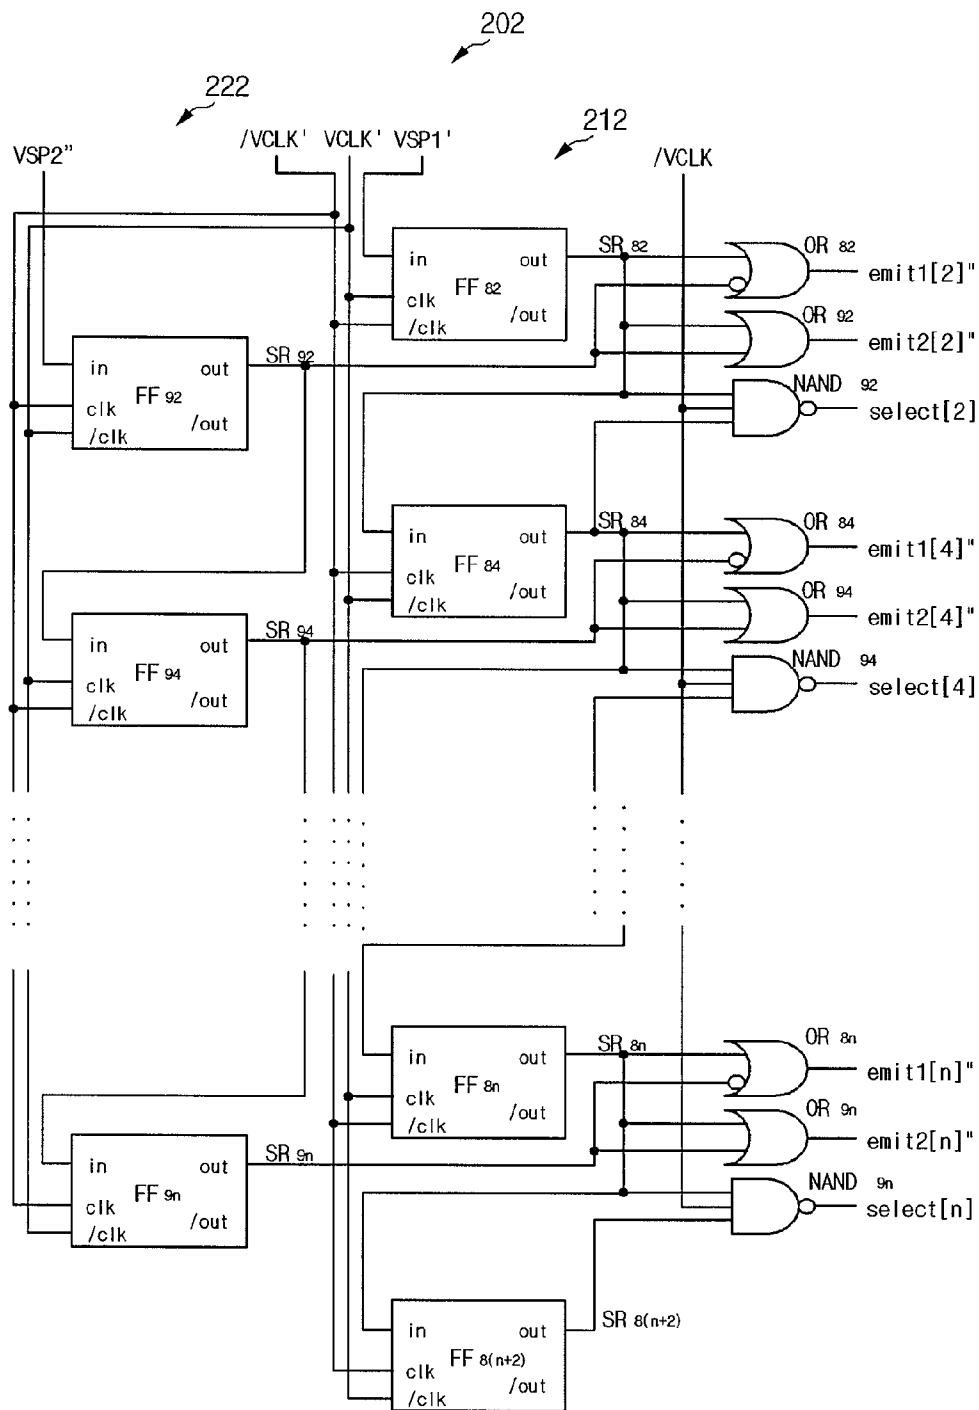 202
222
212
/VCLK' VCLK' VSP1'
VSP2"
/VCLK
in out
FF 82
clk
/clk /out
SR 82
OR 82
emit1[2]"
OR 92
emit2[2]"
NAND 92
select[2]
in out
FF 92
clk
/clk /out
SR 92
in out
FF 84
clk
/clk /out
SR 84
OR 84
emit1[4]"
OR 94
emit2[4]"
NAND 94
select[4]
in out
FF 94
clk
/clk /out
SR 94
in out
FF 8n
clk
/clk /out
SR 8n
OR 8n
emit1[n]"
OR 9n
emit2[n]"
NAND 9n
select[n]
in out
FF 9n
clk
/clk /out
SR 9n
in out
FF 8(n+2)
clk
/clk /out
SR 8(n+2)